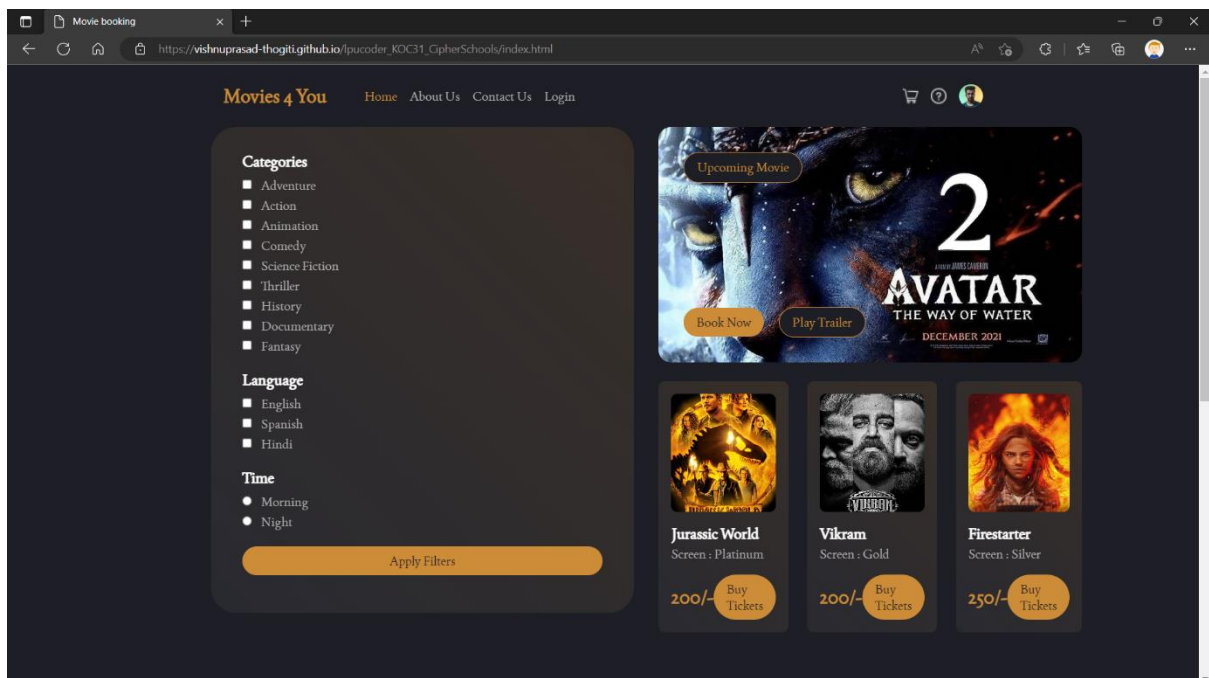 Movie booking
https://vishnuprasad-thogiti.github.io/lpucoder_KOC31_CipherSchools/index.html
Movies 4 You Home About Us Contact Us Login
Categories
Adventure
Action
Animation
Comedy
Science Fiction
Thriller
History
Documentary
Fantasy
Language
English
Spanish
Hindi
Time
Morning
Night
Apply Filters
Upcoming Movie
2
AVATAR
THE WAY OF WATER
DECEMBER 2021
Book Now Play Trailer
VIKRAM
Jurassic World
Screen : Platinum
200/- Buy
Tickets
Vikram
Screen : Gold
200/- Buy
Tickets
Firestarter
Screen : Silver
250/- Buy
Tickets